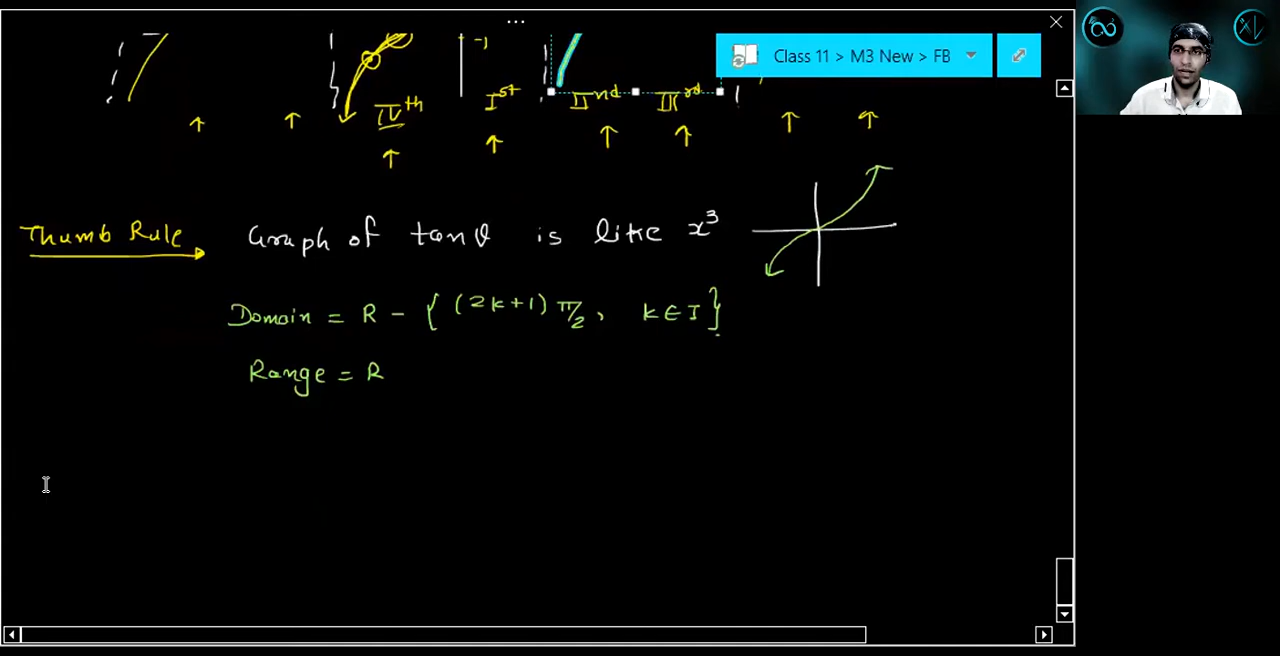 -1
Class 11 > M3 New > FB
IVth Ist IInd IIIrd
Thumb Rule Graph of tanθ is like x³
Domain = R - { (2k+1) π/2, k ∈ I }
Range = R